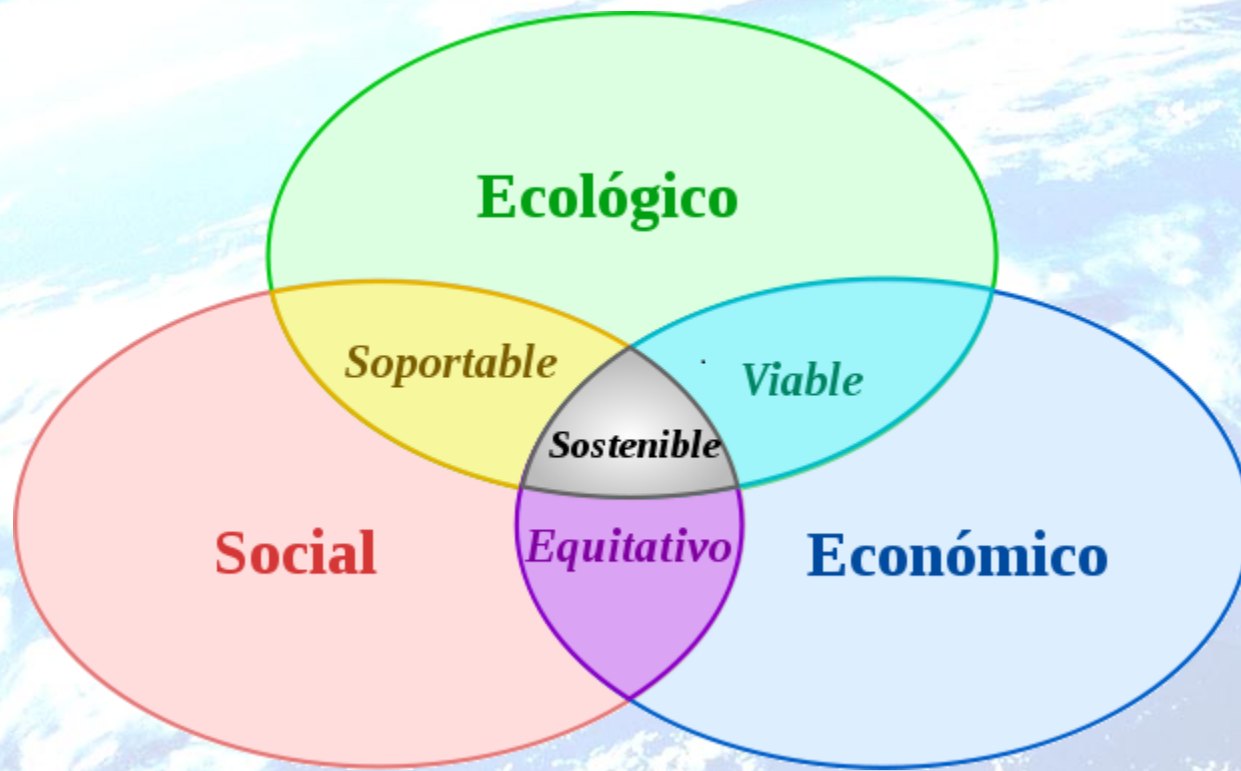 Ecológico
Soportable
Viable
Sostenible
Equitativo
Social
Económico